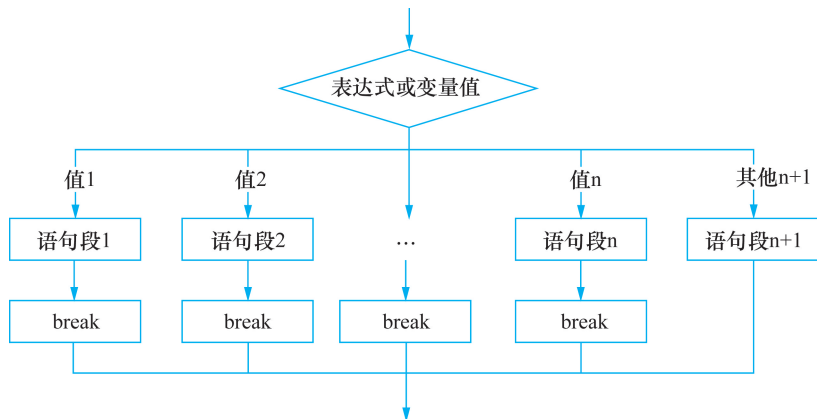 表达式或变量值
值1 值2 值n 其他n+1
语句段1 语句段2 … 语句段n 语句段n+1
break break break break